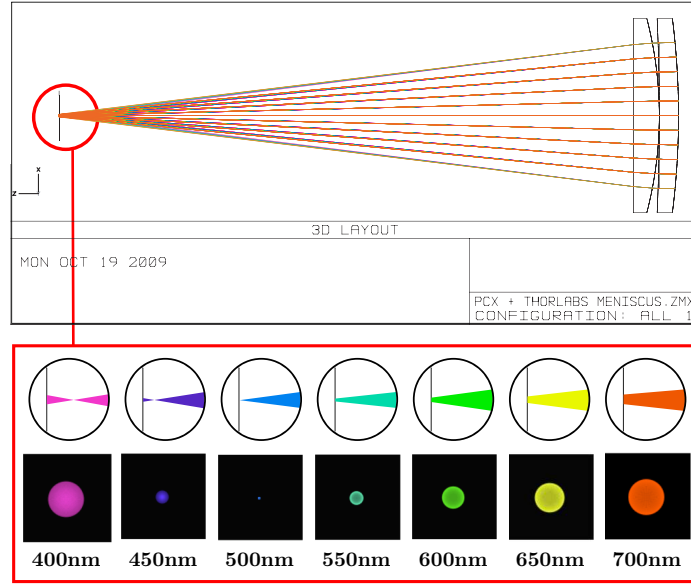 x
z
3D LAYOUT
MON OCT 19 2009
PCX + THORLABS MENISCUS.ZMX
CONFIGURATION: ALL 1
400nm 450nm 500nm 550nm 600nm 650nm 700nm